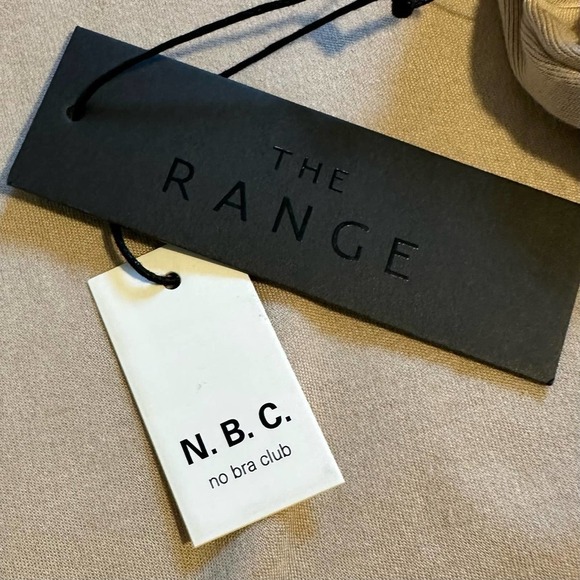 THE
RANGE
N. B. C.
no bra club